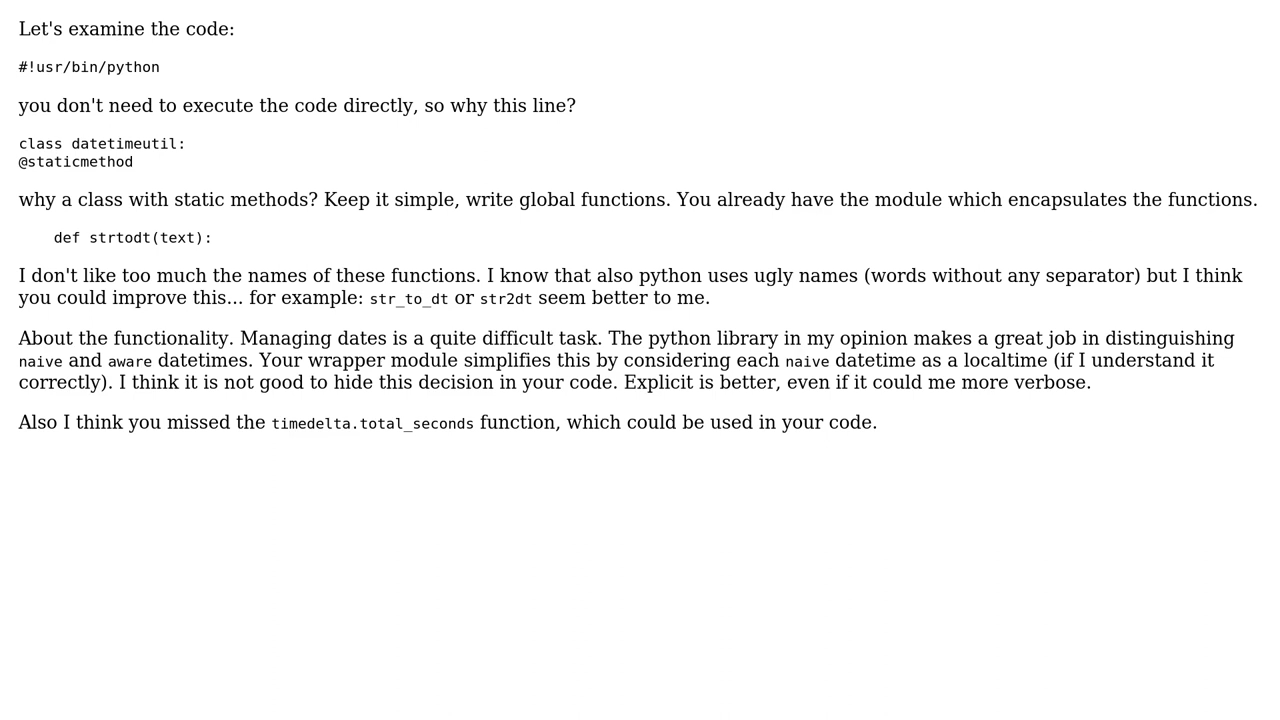 Let's examine the code:
#!usr/bin/python
you don't need to execute the code directly, so why this line?
class datetimeutil:
@staticmethod
why a class with static methods? Keep it simple, write global functions. You already have the module which encapsulates the functions.
def strtodt(text):
I don't like too much the names of these functions. I know that also python uses ugly names (words without any separator) but I think
you could improve this... for example: str_to_dt or str2dt seem better to me.
About the functionality. Managing dates is a quite difficult task. The python library in my opinion makes a great job in distinguishing
naive and aware datetimes. Your wrapper module simplifies this by considering each naive datetime as a localtime (if I understand it
correctly). I think it is not good to hide this decision in your code. Explicit is better, even if it could me more verbose.
Also I think you missed the timedelta.total_seconds function, which could be used in your code.